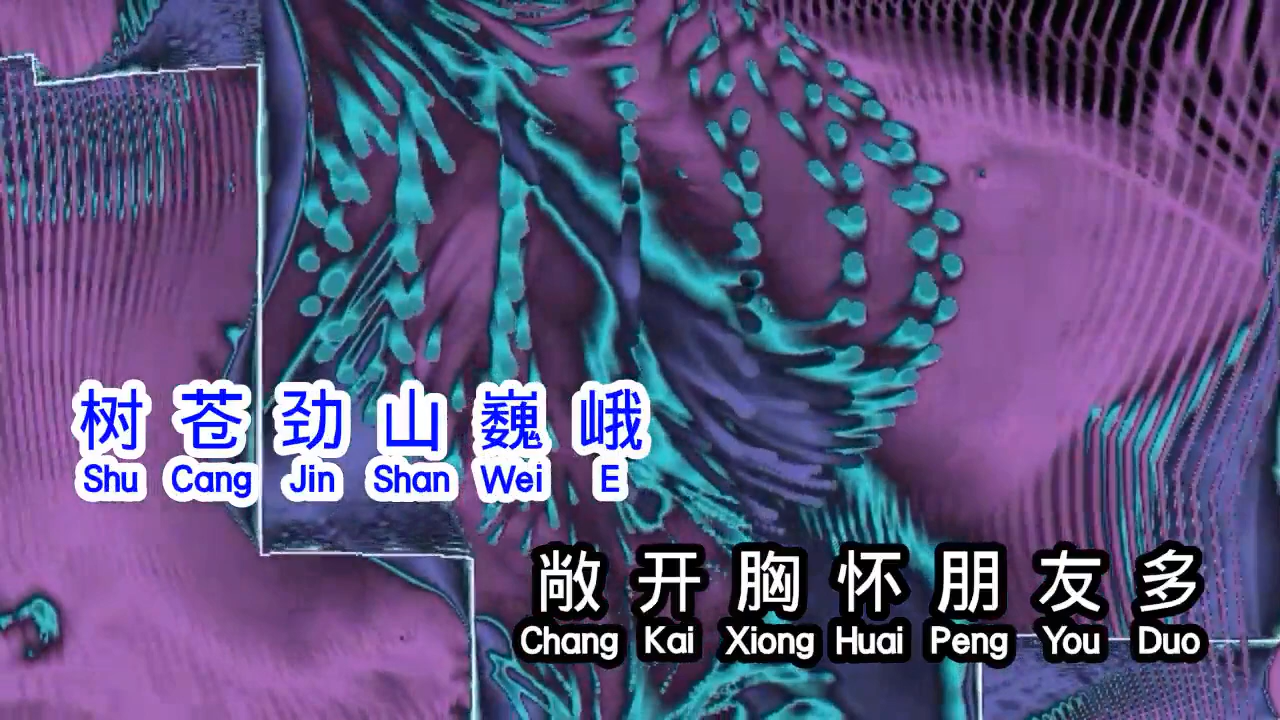 树 苍 劲 山 巍 峨
Shu Cang Jin Shan Wei E
敞 开 胸 怀 朋 友 多
Chang Kai Xiong Huai Peng You Duo